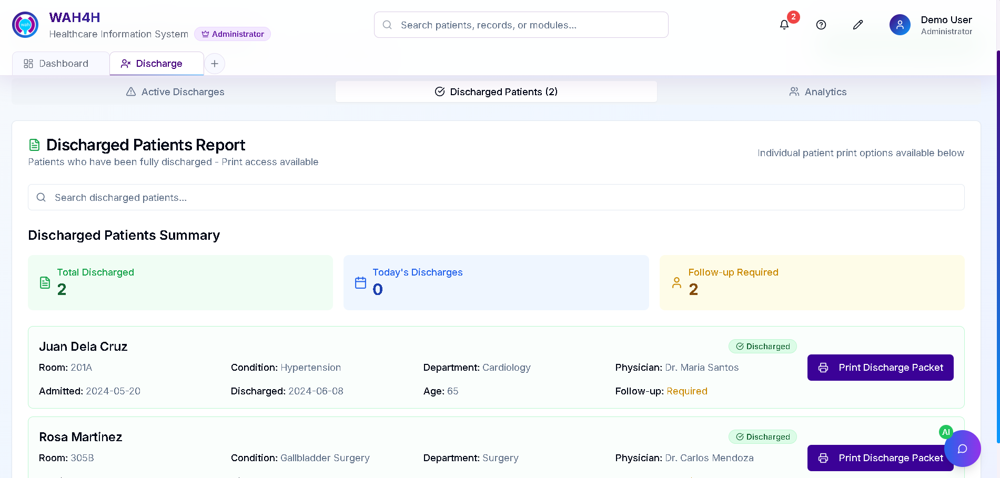 WAH4H
Healthcare Information System
Administrator
wah
Search patients, records, or modules...
2
Demo User
Administrator
Dashboard
Discharge
Active Discharges
Discharged Patients (2)
Analytics
Discharged Patients Report
Patients who have been fully discharged - Print access available
Individual patient print options available below
Search discharged patients...
Discharged Patients Summary
Total Discharged
2
Today's Discharges
0
Follow-up Required
2
Juan Dela Cruz
Discharged
Room: 201A
Condition: Hypertension
Department: Cardiology
Physician: Dr. Maria Santos
Print Discharge Packet
Admitted: 2024-05-20
Discharged: 2024-06-08
Age: 65
Follow-up: Required
Rosa Martinez
Discharged
AI
Room: 305B
Condition: Gallbladder Surgery
Department: Surgery
Physician: Dr. Carlos Mendoza
Print Discharge Packet